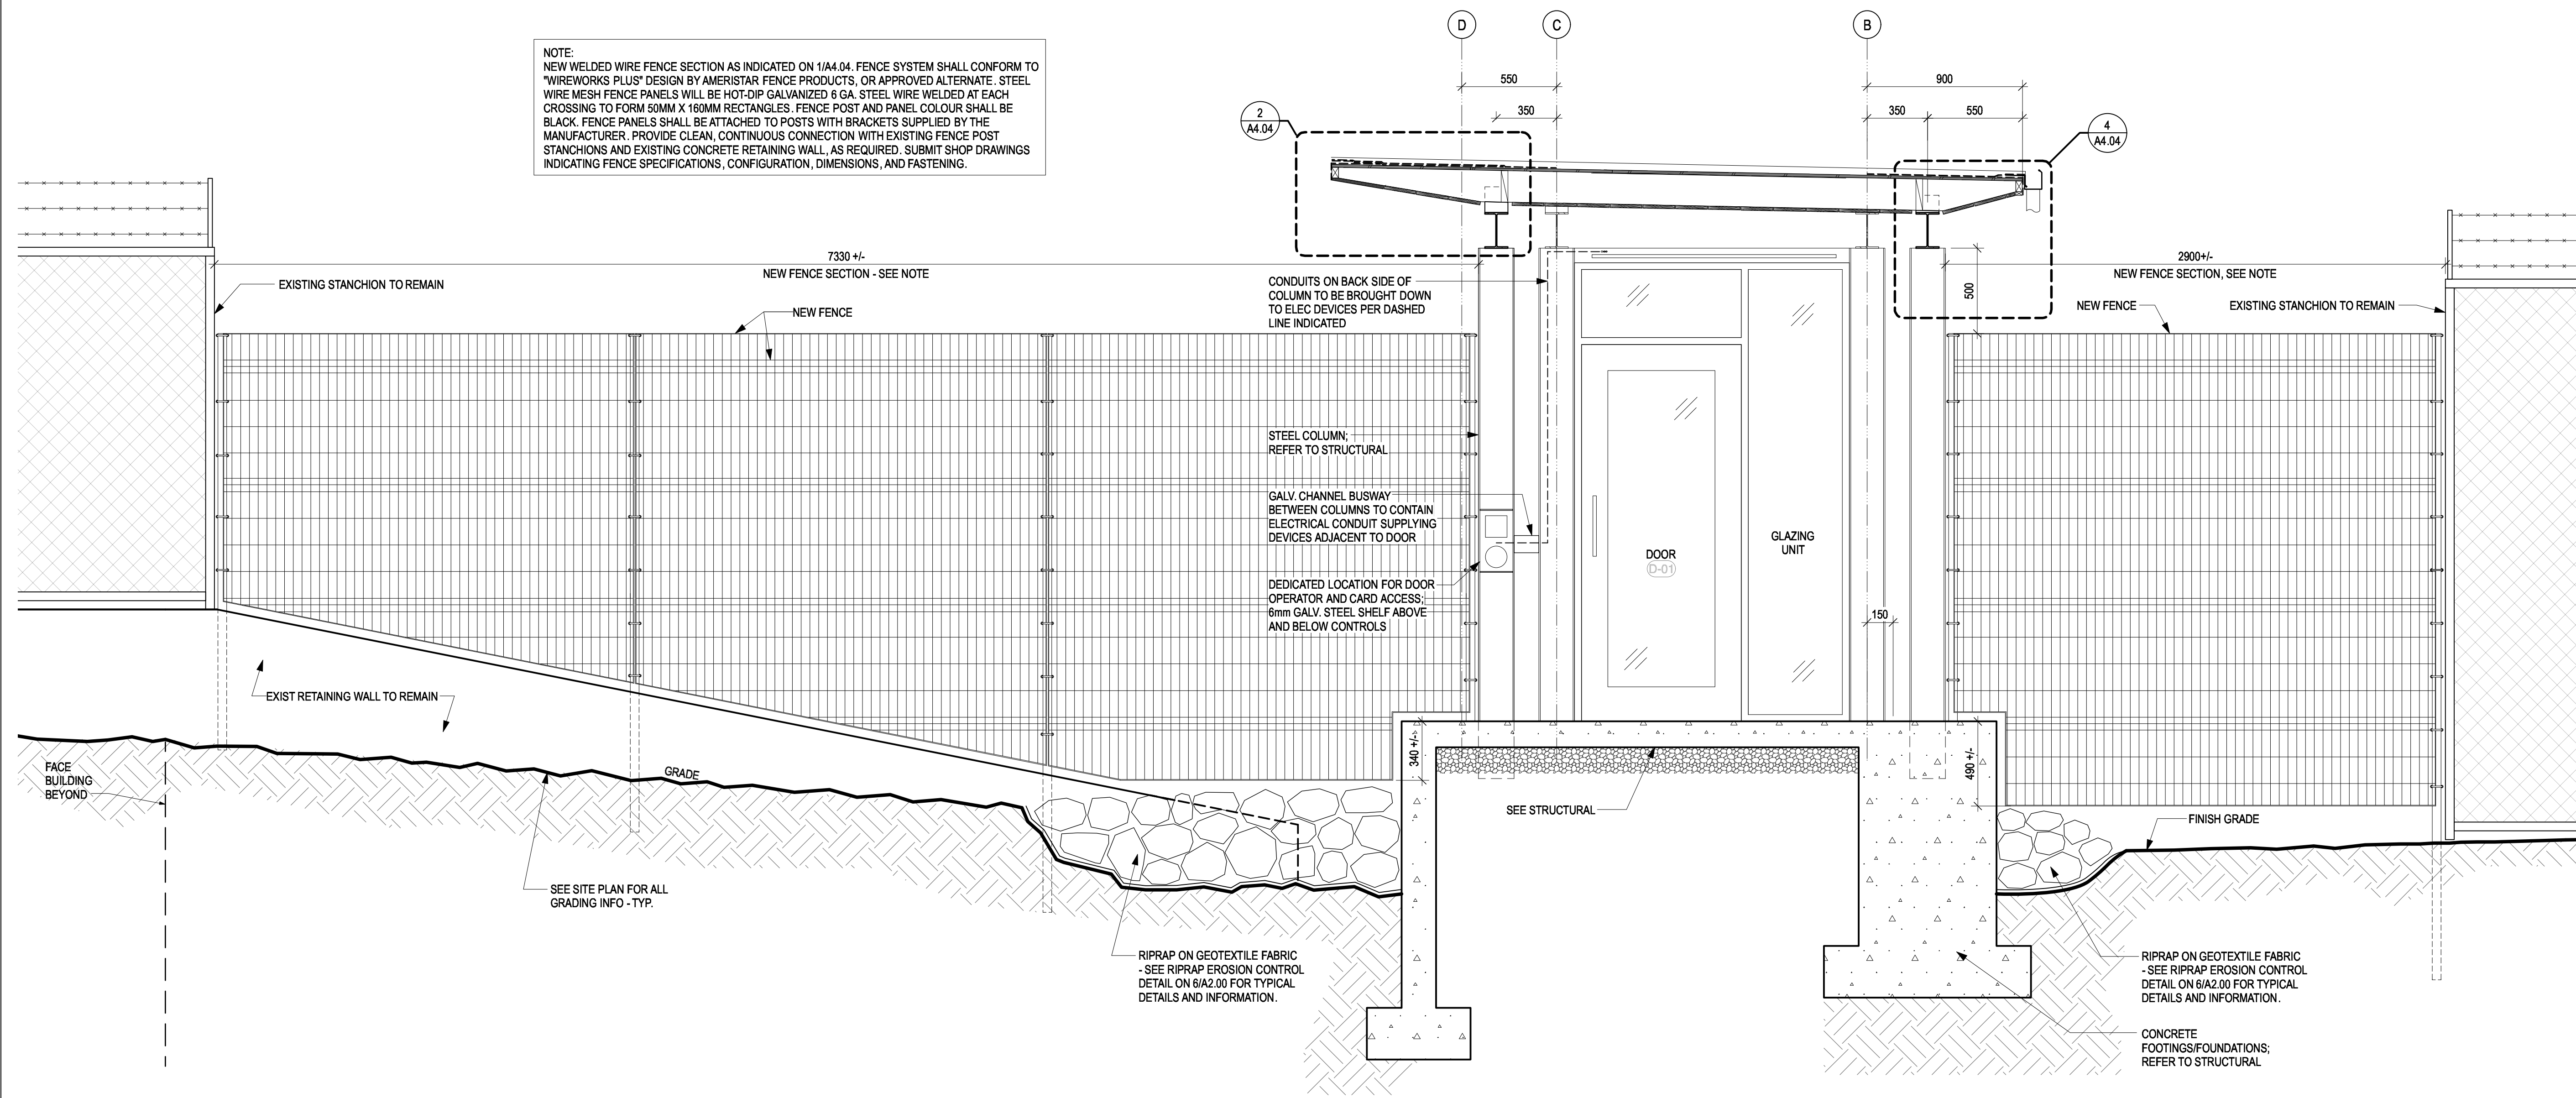 D
C
B
NOTE:
NEW WELDED WIRE FENCE SECTION AS INDICATED ON 1/A4.04. FENCE SYSTEM SHALL CONFORM TO
"WIREWORKS PLUS" DESIGN BY AMERISTAR FENCE PRODUCTS, OR APPROVED ALTERNATE. STEEL
WIRE MESH FENCE PANELS WILL BE HOT-DIP GALVANIZED 6 GA. STEEL WIRE WELDED AT EACH
CROSSING TO FORM 50MM X 160MM RECTANGLES. FENCE POST AND PANEL COLOUR SHALL BE
BLACK. FENCE PANELS SHALL BE ATTACHED TO POSTS WITH BRACKETS SUPPLIED BY THE
MANUFACTURER. PROVIDE CLEAN, CONTINUOUS CONNECTION WITH EXISTING FENCE POST
STANCHIONS AND EXISTING CONCRETE RETAINING WALL, AS REQUIRED. SUBMIT SHOP DRAWINGS
INDICATING FENCE SPECIFICATIONS, CONFIGURATION, DIMENSIONS, AND FASTENING.
550
900
350
350
550
2
A4.04
4
A4.04
7330 +/-
NEW FENCE SECTION - SEE NOTE
2900+/-
NEW FENCE SECTION, SEE NOTE
EXISTING STANCHION TO REMAIN
NEW FENCE
CONDUITS ON BACK SIDE OF
COLUMN TO BE BROUGHT DOWN
TO ELEC DEVICES PER DASHED
LINE INDICATED
500
NEW FENCE
EXISTING STANCHION TO REMAIN
STEEL COLUMN;
REFER TO STRUCTURAL
GALV. CHANNEL BUSWAY
BETWEEN COLUMNS TO CONTAIN
ELECTRICAL CONDUIT SUPPLYING
DEVICES ADJACENT TO DOOR
GLAZING
UNIT
DOOR
D-01
DEDICATED LOCATION FOR DOOR
OPERATOR AND CARD ACCESS;
6mm GALV. STEEL SHELF ABOVE
AND BELOW CONTROLS
150
EXIST RETAINING WALL TO REMAIN
340 +/-
490 +/-
FACE
BUILDING
BEYOND
GRADE
SEE STRUCTURAL
FINISH GRADE
SEE SITE PLAN FOR ALL
GRADING INFO - TYP.
RIPRAP ON GEOTEXTILE FABRIC
- SEE RIPRAP EROSION CONTROL
DETAIL ON 6/A2.00 FOR TYPICAL
DETAILS AND INFORMATION.
RIPRAP ON GEOTEXTILE FABRIC
- SEE RIPRAP EROSION CONTROL
DETAIL ON 6/A2.00 FOR TYPICAL
DETAILS AND INFORMATION.
CONCRETE
FOOTINGS/FOUNDATIONS;
REFER TO STRUCTURAL